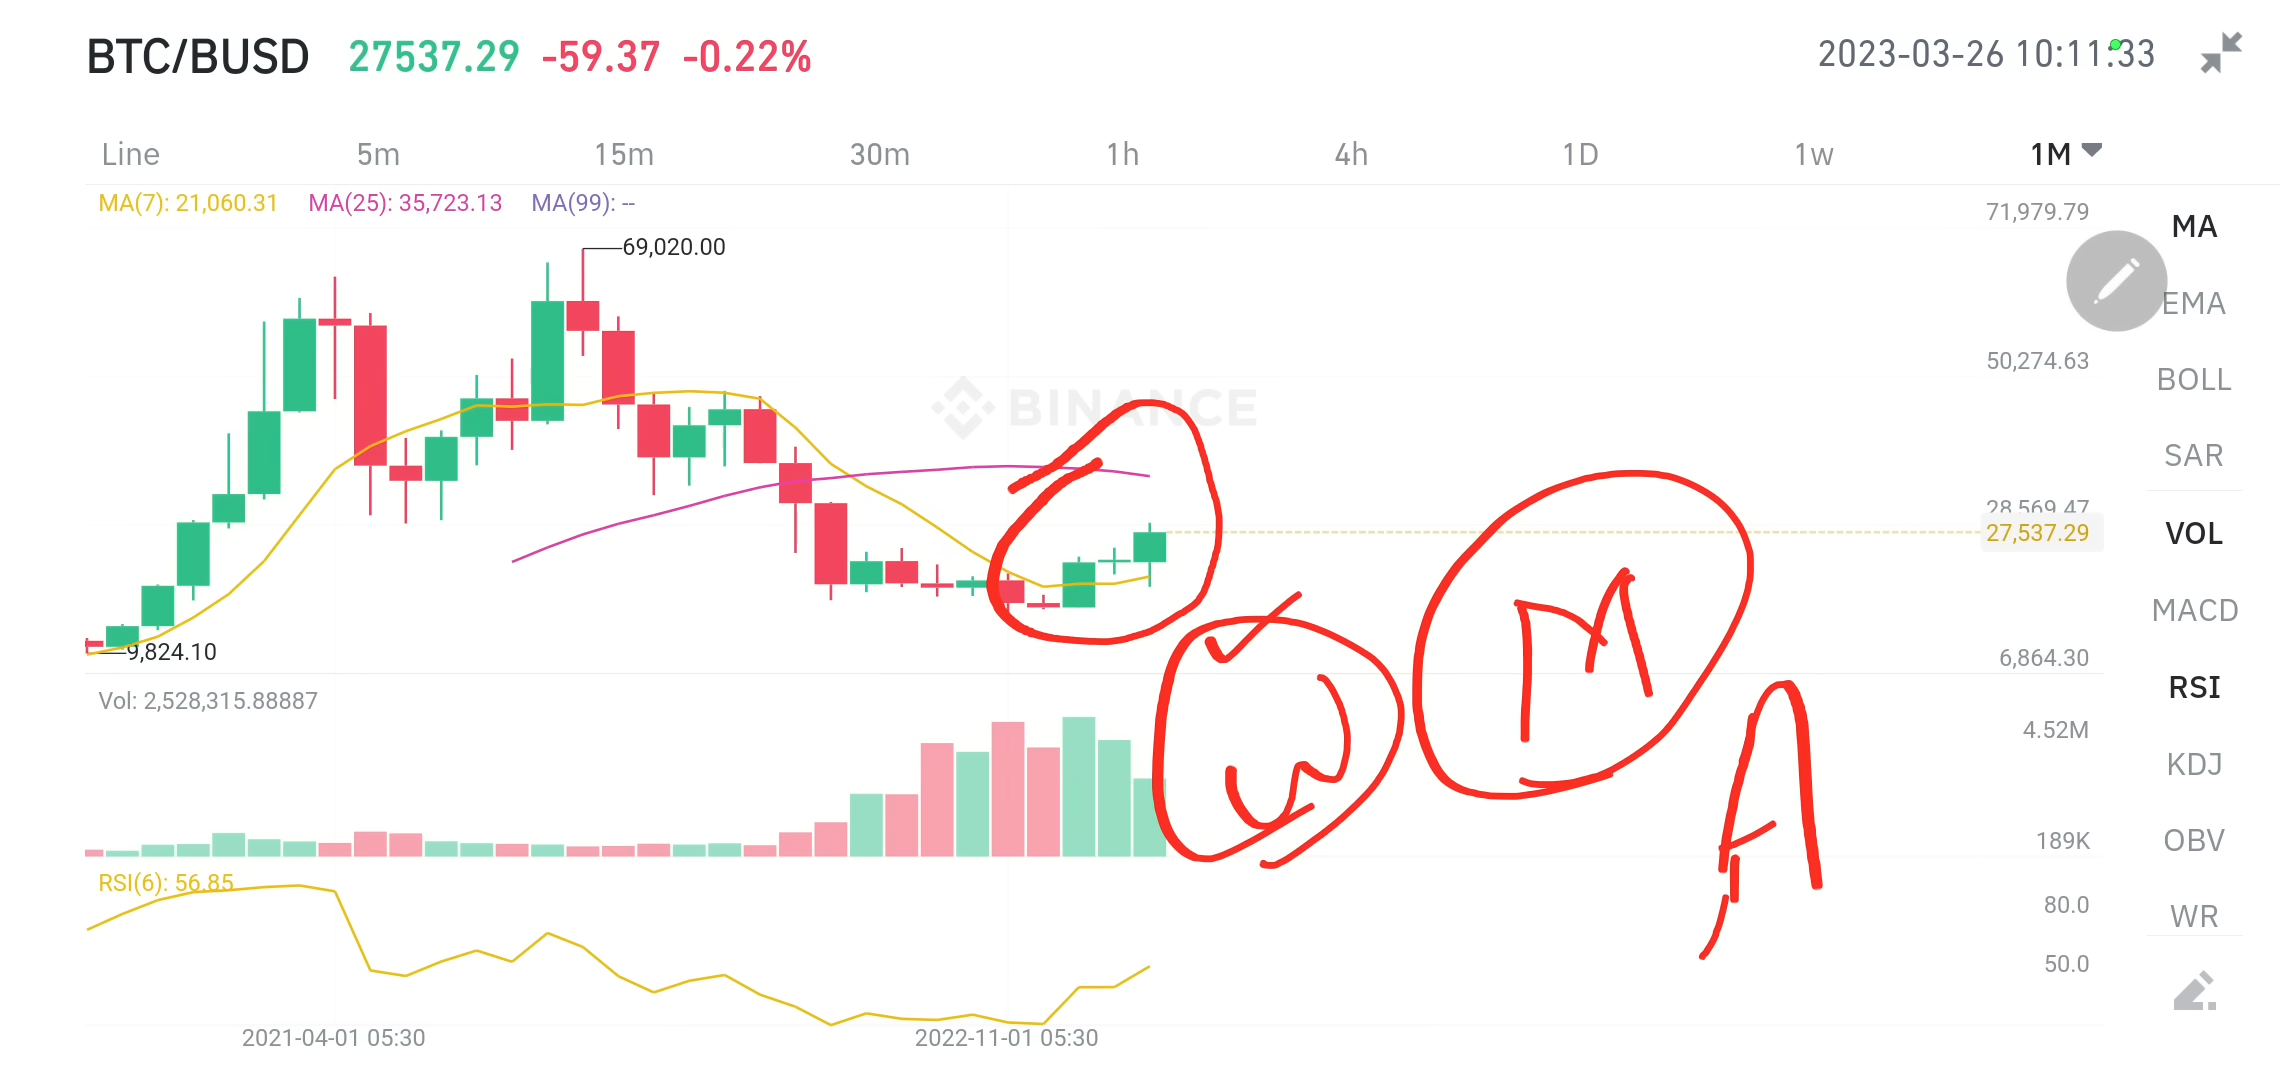 BTC/BUSD 27537.29 -59.37 -0.22% 2023-03-26 10:11:33
Line 5m 15m 30m 1h 4h 1D 1w 1M
MA(7): 21,060.31 MA(25): 35,723.13 MA(99): --
71,979.79
MA
69,020.00
EMA
50,274.63
BOLL
BINANCE
SAR
28,569.47
27,537.29
VOL
MACD
9,824.10
6,864.30
RSI
Vol: 2,528,315.88887
4.52M
KDJ
W
M
A
189K
OBV
RSI(6): 56.85
80.0
WR
50.0
2021-04-01 05:30 2022-11-01 05:30